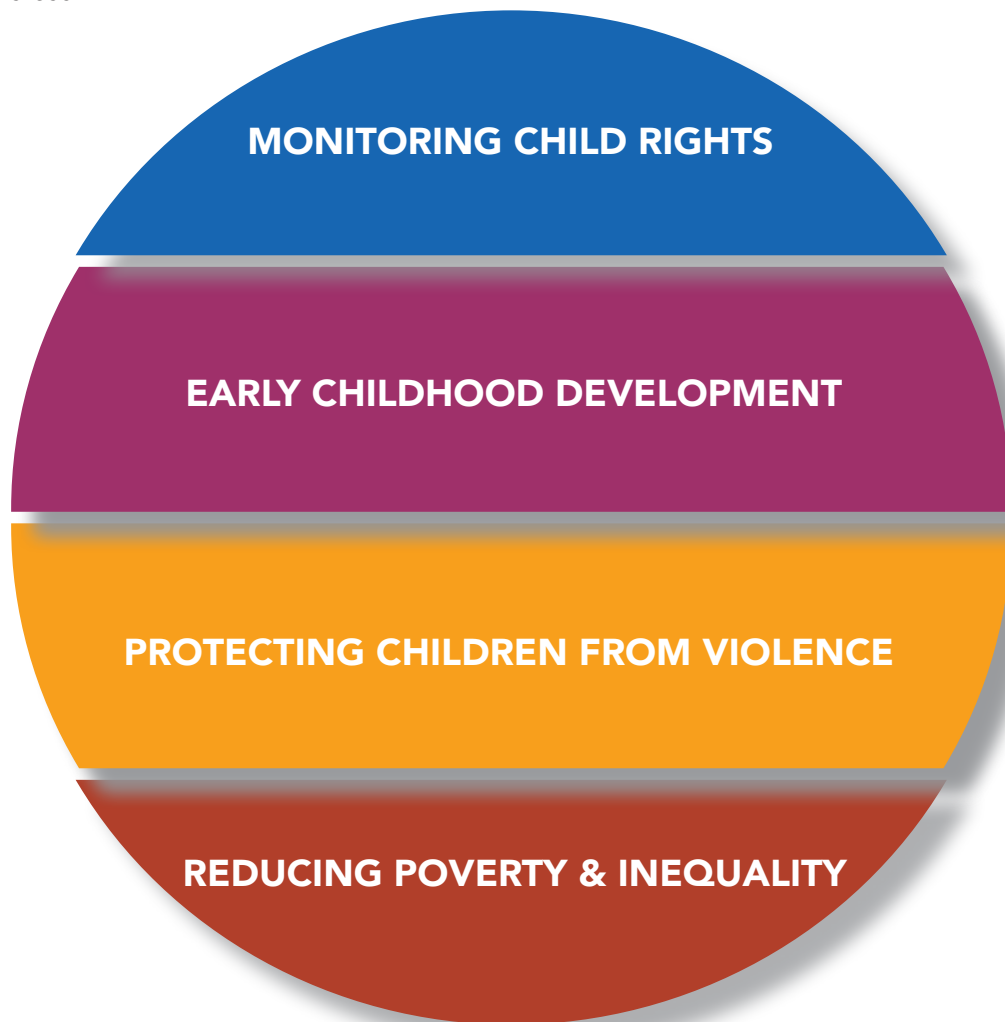 MONITORING CHILD RIGHTS
EARLY CHILDHOOD DEVELOPMENT
PROTECTING CHILDREN FROM VIOLENCE
REDUCING POVERTY & INEQUALITY